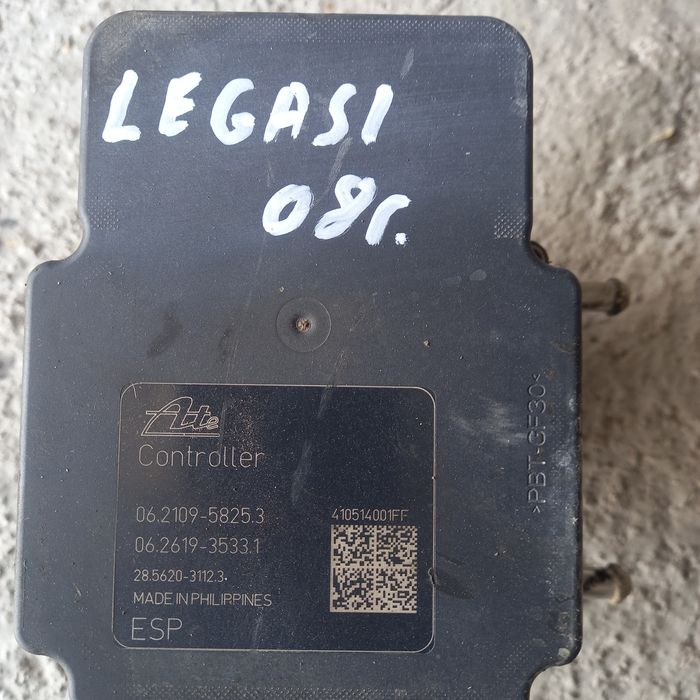 LEGASI
08г.
Ate
Controller
06.2109-5825.3
06.2619-3533.1
28.5620-3112.3
MADE IN PHILIPPINES
ESP
410514001FF
>PBT-GF30<